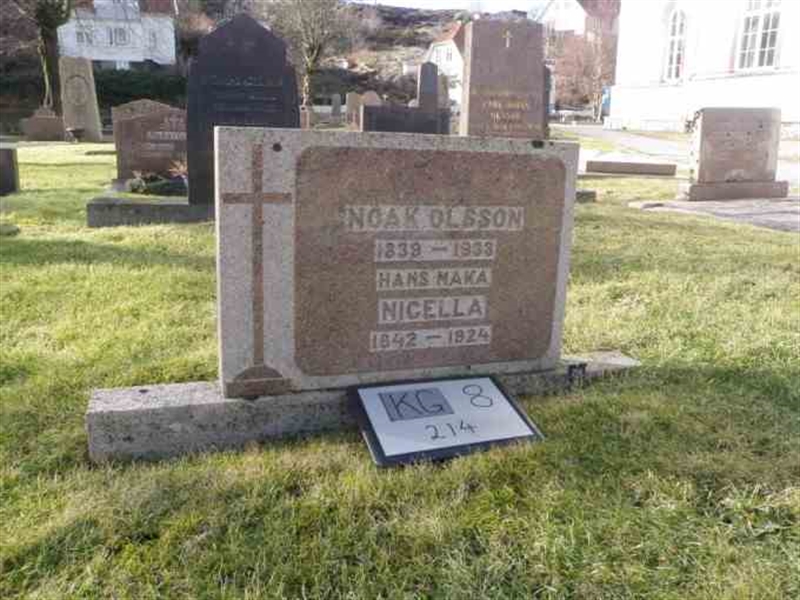 NOAK OLSSON
1839 — 1933
HANS MAKA
NICELLA
1842 — 1924
KG 8
214